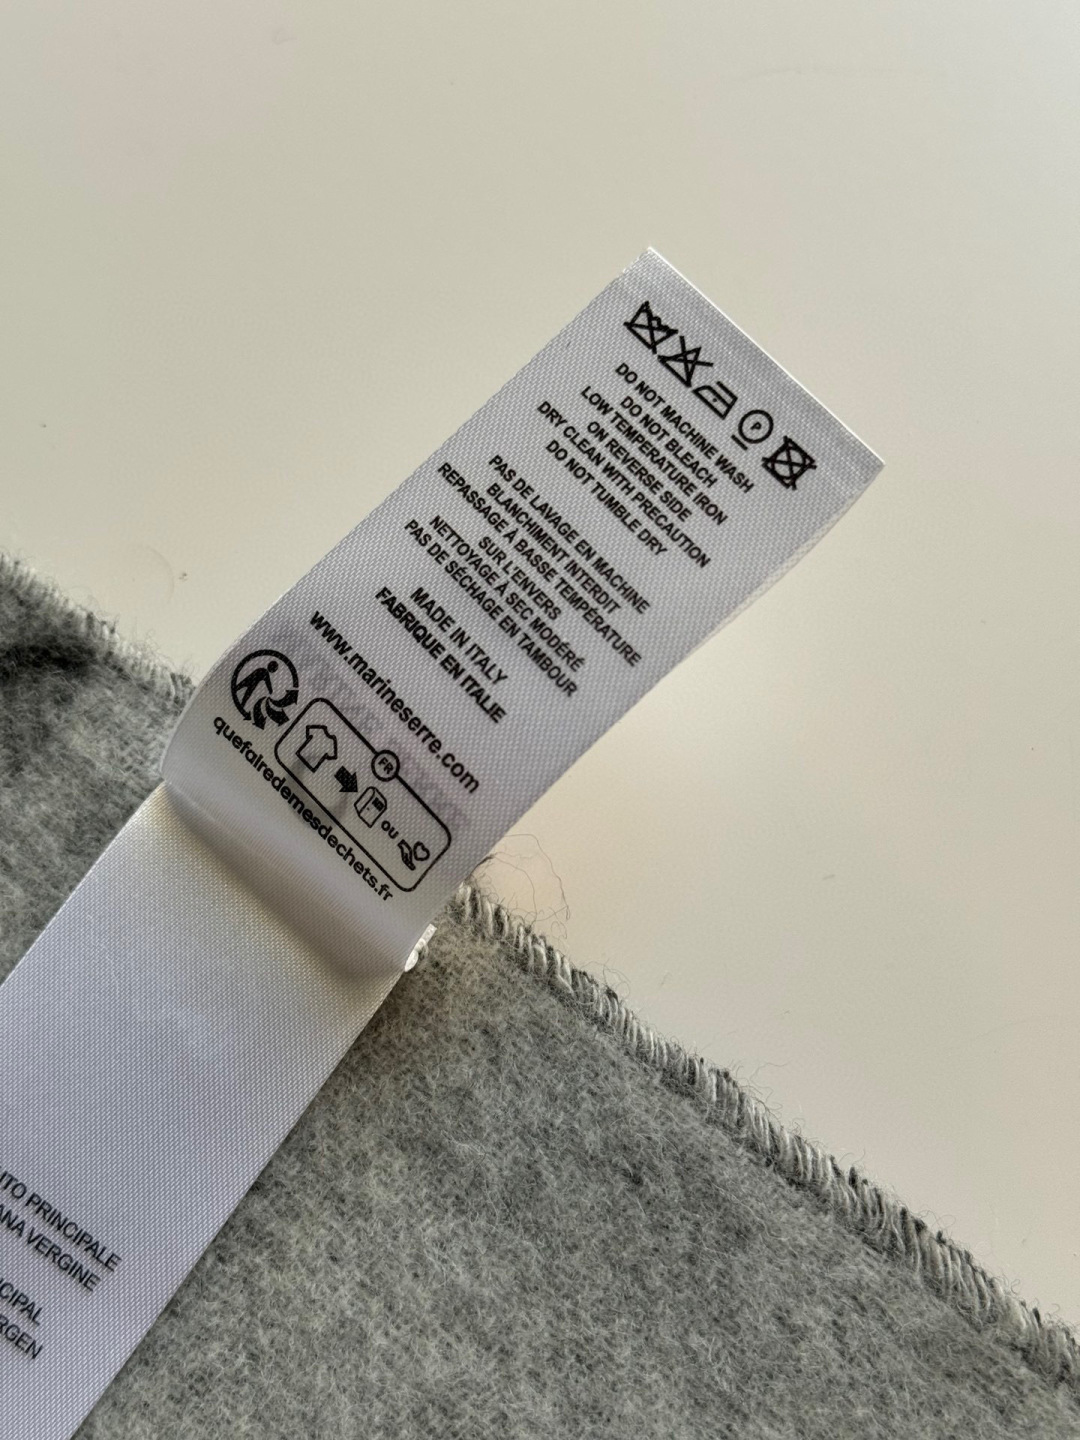 P
DO NOT MACHINE WASH
DO NOT BLEACH
LOW TEMPERATURE IRON
ON REVERSE SIDE
DRY CLEAN WITH PRECAUTION
DO NOT TUMBLE DRY
PAS DE LAVAGE EN MACHINE
BLANCHIMENT INTERDIT
REPASSAGE À BASSE TEMPÉRATURE
SUR L'ENVERS
NETTOYAGE À SEC MODÉRÉ
PAS DE SÉCHAGE EN TAMBOUR
MADE IN ITALY
FABRIQUE EN ITALIE
www.marineserre.com
FR
ou
quefairedemesdechets.fr
PRINCIPALE
VERGINE